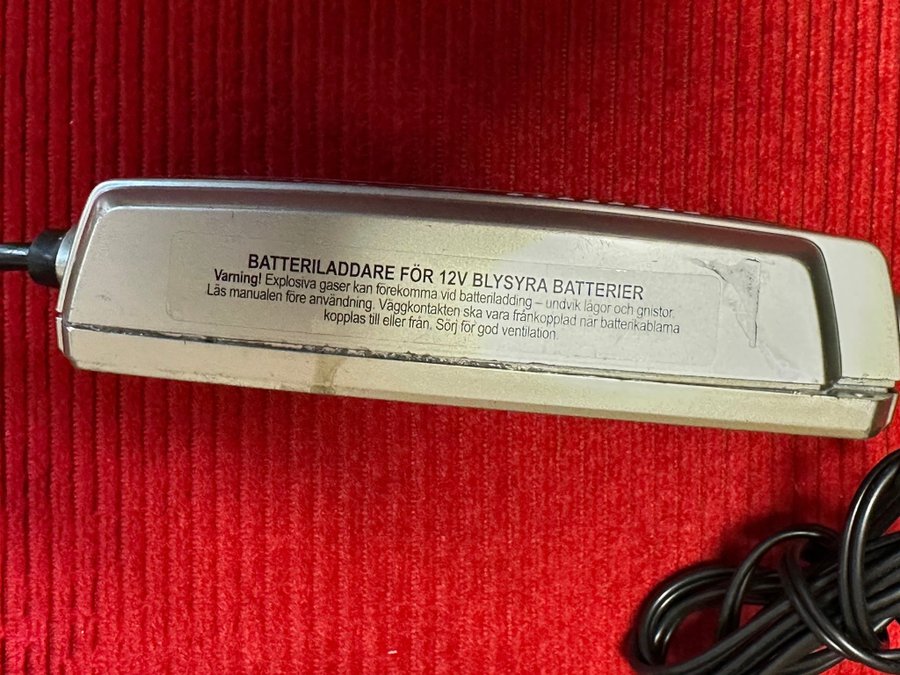 BATTERILADDARE FÖR 12V BLYSYRA BATTERIER
Varning! Explosiva gaser kan förekomma vid batteriladding – undvik lågor och gnistor.
Läs manualen före användning. Väggkontakten ska vara frånkopplad när batterikablarna
kopplas till eller från. Sörj för god ventilation.